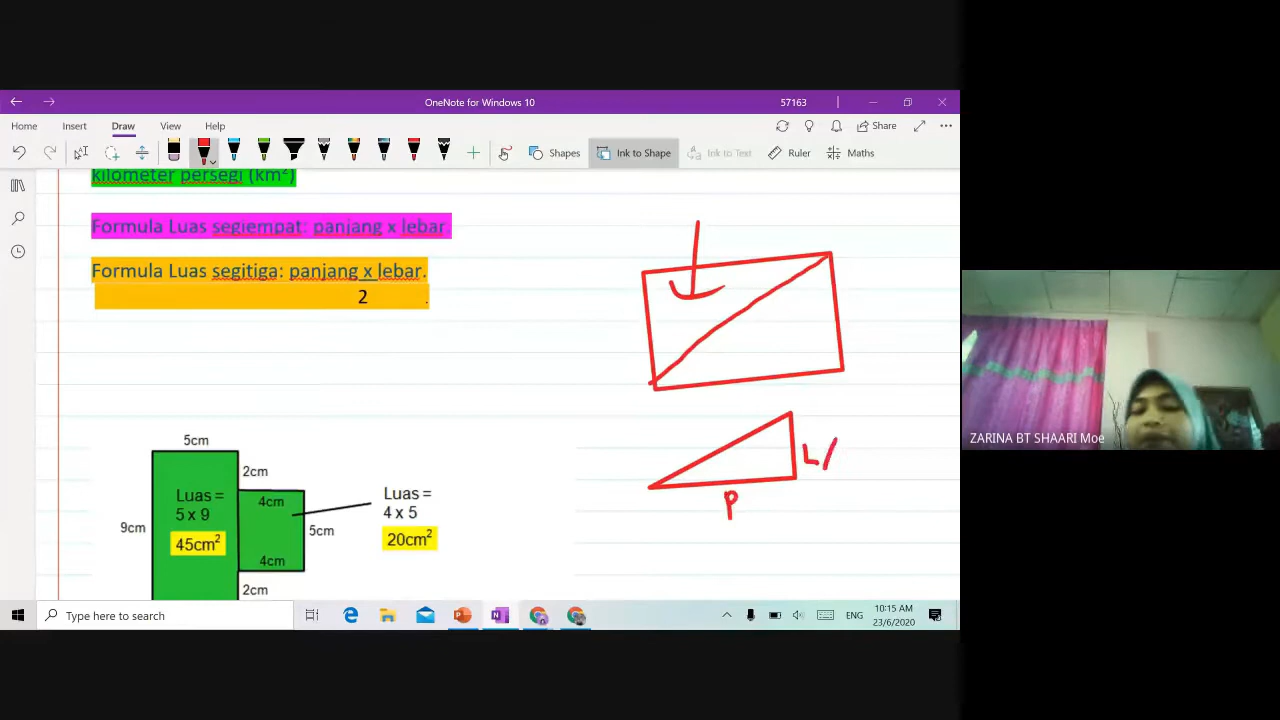 OneNote for Windows 10
57163
Home
Insert
Draw
View
Help
Share
Shapes
Ink to Shape
Ink to Text
Ruler
Maths
kilometer persegi (km²)
Formula Luas segiempat: panjang x lebar.
Formula Luas segitiga: panjang x lebar.
2 .
5cm
2cm
Luas =
5 x 9
45cm²
9cm
4cm
4cm
5cm
2cm
Luas =
4 x 5
20cm²
L/
P
ZARINA BT SHAARI Moe
Type here to search
ENG
10:15 AM
23/6/2020